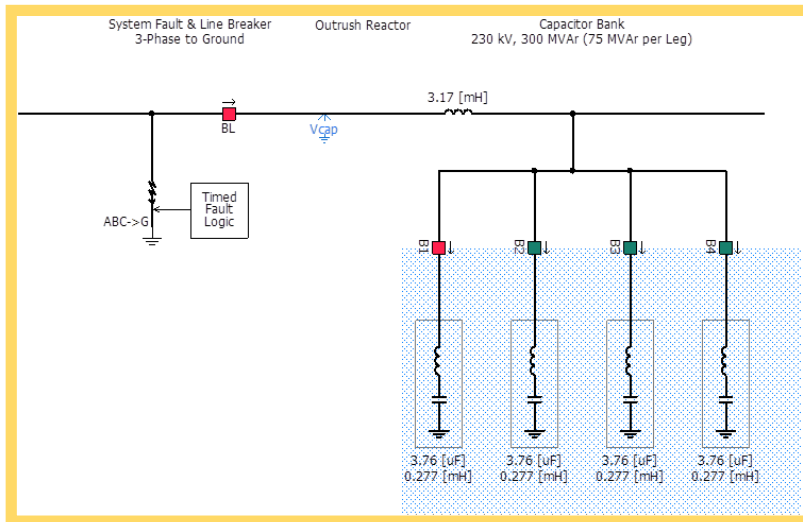 System Fault & Line Breaker
3-Phase to Ground
Outrush Reactor
Capacitor Bank
230 kV, 300 MVAr (75 MVAr per Leg)
3.17 [mH]
BL
Vcap
Timed
Fault
Logic
ABC->G
B1
B2
B3
B4
3.76 [uF]
0.277 [mH]
3.76 [uF]
0.277 [mH]
3.76 [uF]
0.277 [mH]
3.76 [uF]
0.277 [mH]